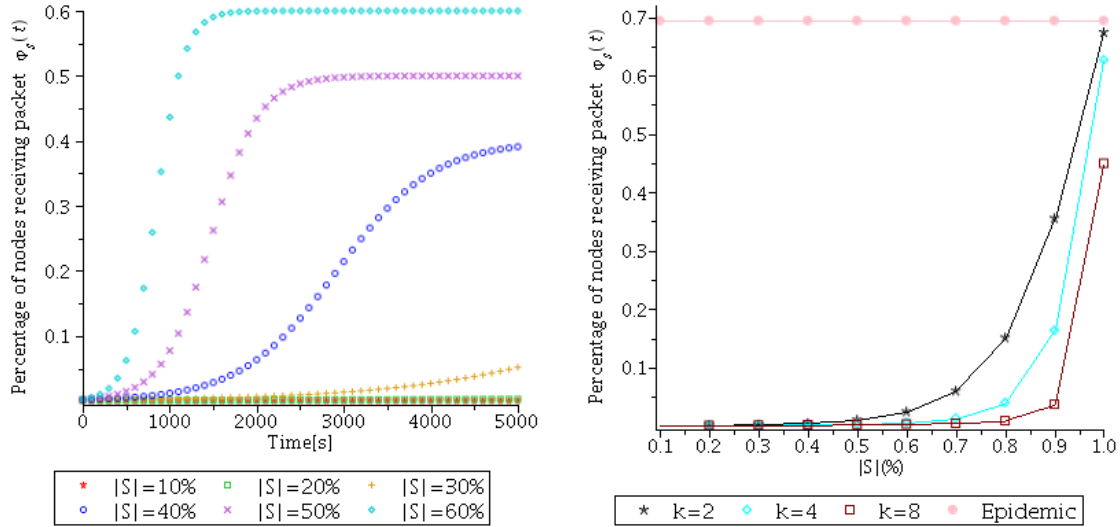 Percentage of nodes receiving packet φ_s(t)
0.6
0.5
0.4
0.3
0.2
0.1
0 1000 2000 3000 4000 5000
Time[s]
|S|=10% |S|=20% |S|=30%
|S|=40% |S|=50% |S|=60%
Percentage of nodes receiving packet φ_s(t)
0.7
0.6
0.5
0.4
0.3
0.2
0.1
0.1 0.2 0.3 0.4 0.5 0.6 0.7 0.8 0.9 1.0
|S|(%)
k=2 k=4 k=8 Epidemic